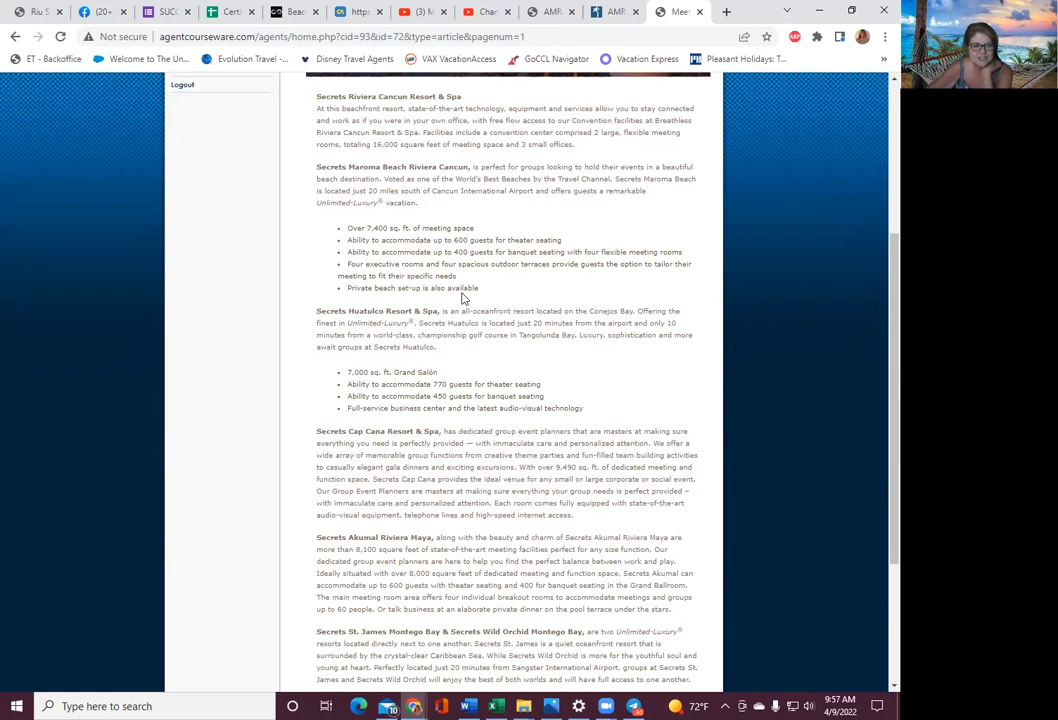 Riu S
(20+
SUCC
Certi
Beac
https
(3) M
Chan
AMR
AMR
Meet
Not secure
agentcourseware.com/agents/home.php?cid=93&id=72&type=article&pagenum=1
ET - Backoffice
Welcome to The Un...
Evolution Travel -...
Disney Travel Agents
VAX VacationAccess
GoCCL Navigator
Vacation Express
Pleasant Holidays: T...
Logout
Secrets Riviera Cancun Resort & Spa
At this beachfront resort, state-of-the-art technology, equipment and services allow you to stay connected
and work as if you were in your own office, with free flow access to our Convention facilities at Breathless
Riviera Cancun Resort & Spa. Facilities include a convention center comprised 2 large, flexible meeting
rooms, totaling 16,000 square feet of meeting space and 3 small offices.
Secrets Maroma Beach Riviera Cancun, is perfect for groups looking to hold their events in a beautiful
beach destination. Voted as one of the World's Best Beaches by the Travel Channel. Secrets Maroma Beach
is located just 20 miles south of Cancun International Airport and offers guests a remarkable
Unlimited-Luxury® vacation.
• Over 7,400 sq. ft. of meeting space
• Ability to accommodate up to 600 guests for theater seating
• Ability to accommodate up to 400 guests for banquet seating with four flexible meeting rooms
• Four executive rooms and four spacious outdoor terraces provide guests the option to tailor their
meeting to fit their specific needs
• Private beach set-up is also available
Secrets Huatulco Resort & Spa, is an all-oceanfront resort located on the Conejos Bay. Offering the
finest in Unlimited-Luxury®. Secrets Huatulco is located just 20 minutes from the airport and only 10
minutes from a world-class, championship golf course in Tangolunda Bay. Luxury, sophistication and more
await groups at Secrets Huatulco.
• 7,000 sq. ft. Grand Salón
• Ability to accommodate 770 guests for theater seating
• Ability to accommodate 450 guests for banquet seating
• Full-service business center and the latest audio-visual technology
Secrets Cap Cana Resort & Spa, has dedicated group event planners that are masters at making sure
everything you need is perfectly provided — with immaculate care and personalized attention. We offer a
wide array of memorable group functions from creative theme parties and fun-filled team building activities
to casually elegant gala dinners and exciting excursions. With over 9,490 sq. ft. of dedicated meeting and
function space, Secrets Cap Cana provides the ideal venue for any small or large corporate or social event.
Our Group Event Planners are masters at making sure everything your group needs is perfect provided –
with immaculate care and personalized attention. Each room comes fully equipped with state-of-the-art
audio-visual equipment, telephone lines and high-speed internet access.
Secrets Akumal Riviera Maya, along with the beauty and charm of Secrets Akumal Riviera Maya are
more than 8,100 square feet of state-of-the-art meeting facilities perfect for any size function. Our
dedicated group event planners are here to help you find the perfect balance between work and play.
Ideally situated with over 8,000 square feet of dedicated meeting and function space, Secrets Akumal can
accommodate up to 600 guests with theater seating and 400 for banquet seating in the Grand Ballroom.
The main meeting room area offers four individual breakout rooms to accommodate meetings and groups
up to 60 people. Or talk business at an elaborate private dinner on the pool terrace under the stars.
Secrets St. James Montego Bay & Secrets Wild Orchid Montego Bay, are two Unlimited-Luxury®
resorts located directly next to one another. Secrets St. James is a quiet oceanfront resort that is
surrounded by the crystal-clear Caribbean Sea. While Secrets Wild Orchid is more for the youthful soul and
young at heart. Perfectly located just 20 minutes from Sangster International Airport, groups at Secrets St.
James and Secrets Wild Orchid will enjoy the best of both worlds and will have full access to one another.
Type here to search
72°F
9:57 AM
4/9/2022